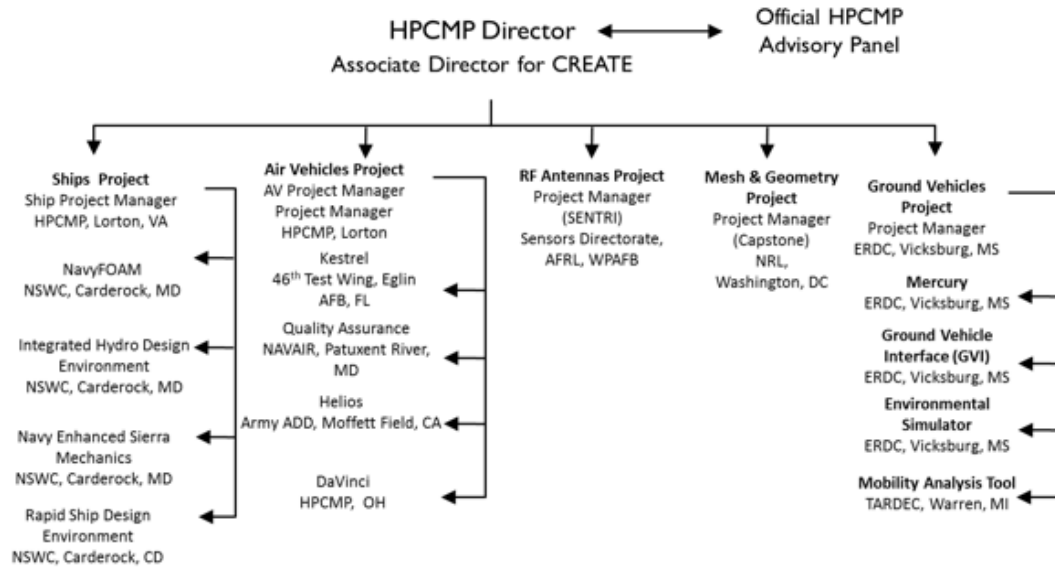 HPCMP Director
Associate Director for CREATE
Official HPCMP
Advisory Panel
Ships Project
Ship Project Manager
HPCMP, Lorton, VA
NavyFOAM
NSWC, Carderock, MD
Integrated Hydro Design
Environment
NSWC, Carderock, MD
Navy Enhanced Sierra
Mechanics
NSWC, Carderock, MD
Rapid Ship Design
Environment
NSWC, Carderock, CD
Air Vehicles Project
AV Project Manager
Project Manager
HPCMP, Lorton
Kestrel
46th Test Wing, Eglin
AFB, FL
Quality Assurance
NAVAIR, Patuxent River,
MD
Helios
Army ADD, Moffett Field, CA
DaVinci
HPCMP, OH
RF Antennas Project
Project Manager
(SENTRI)
Sensors Directorate,
AFRL, WPAFB
Mesh & Geometry
Project
Project Manager
(Capstone)
NRL,
Washington, DC
Ground Vehicles
Project
Project Manager
ERDC, Vicksburg, MS
Mercury
ERDC, Vicksburg, MS
Ground Vehicle
Interface (GVI)
ERDC, Vicksburg, MS
Environmental
Simulator
ERDC, Vicksburg, MS
Mobility Analysis Tool
TARDEC, Warren, MI